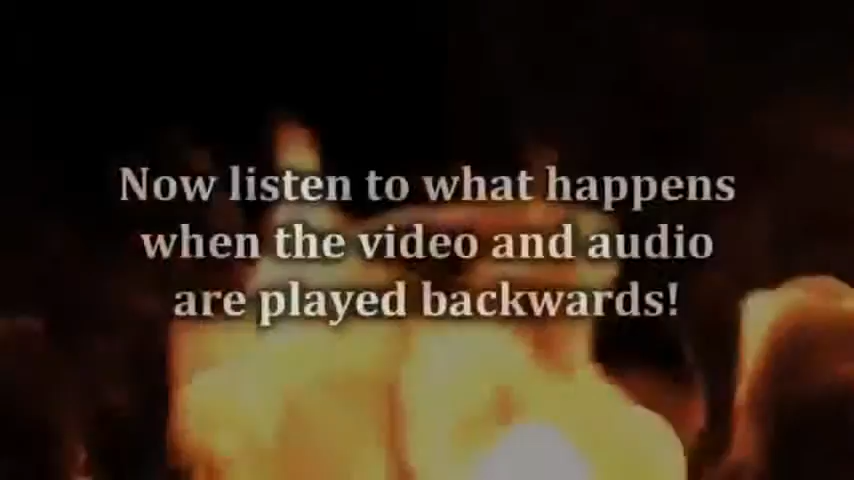 Now listen to what happens
when the video and audio
are played backwards!